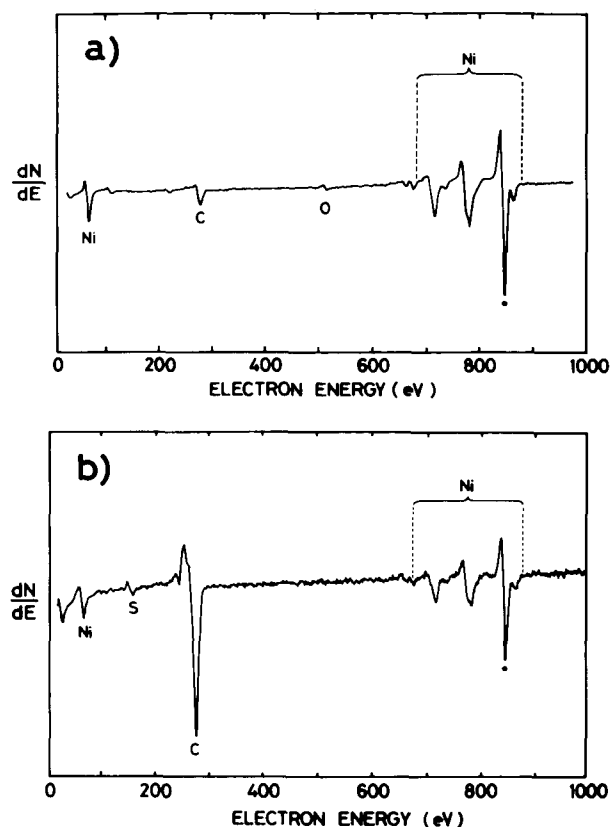 a)
Ni
dN
dE
Ni
C
O
0 200 400 600 800 1000
ELECTRON ENERGY (eV)
b)
Ni
dN
dE
Ni
S
C
0 200 400 600 800 1000
ELECTRON ENERGY (eV)